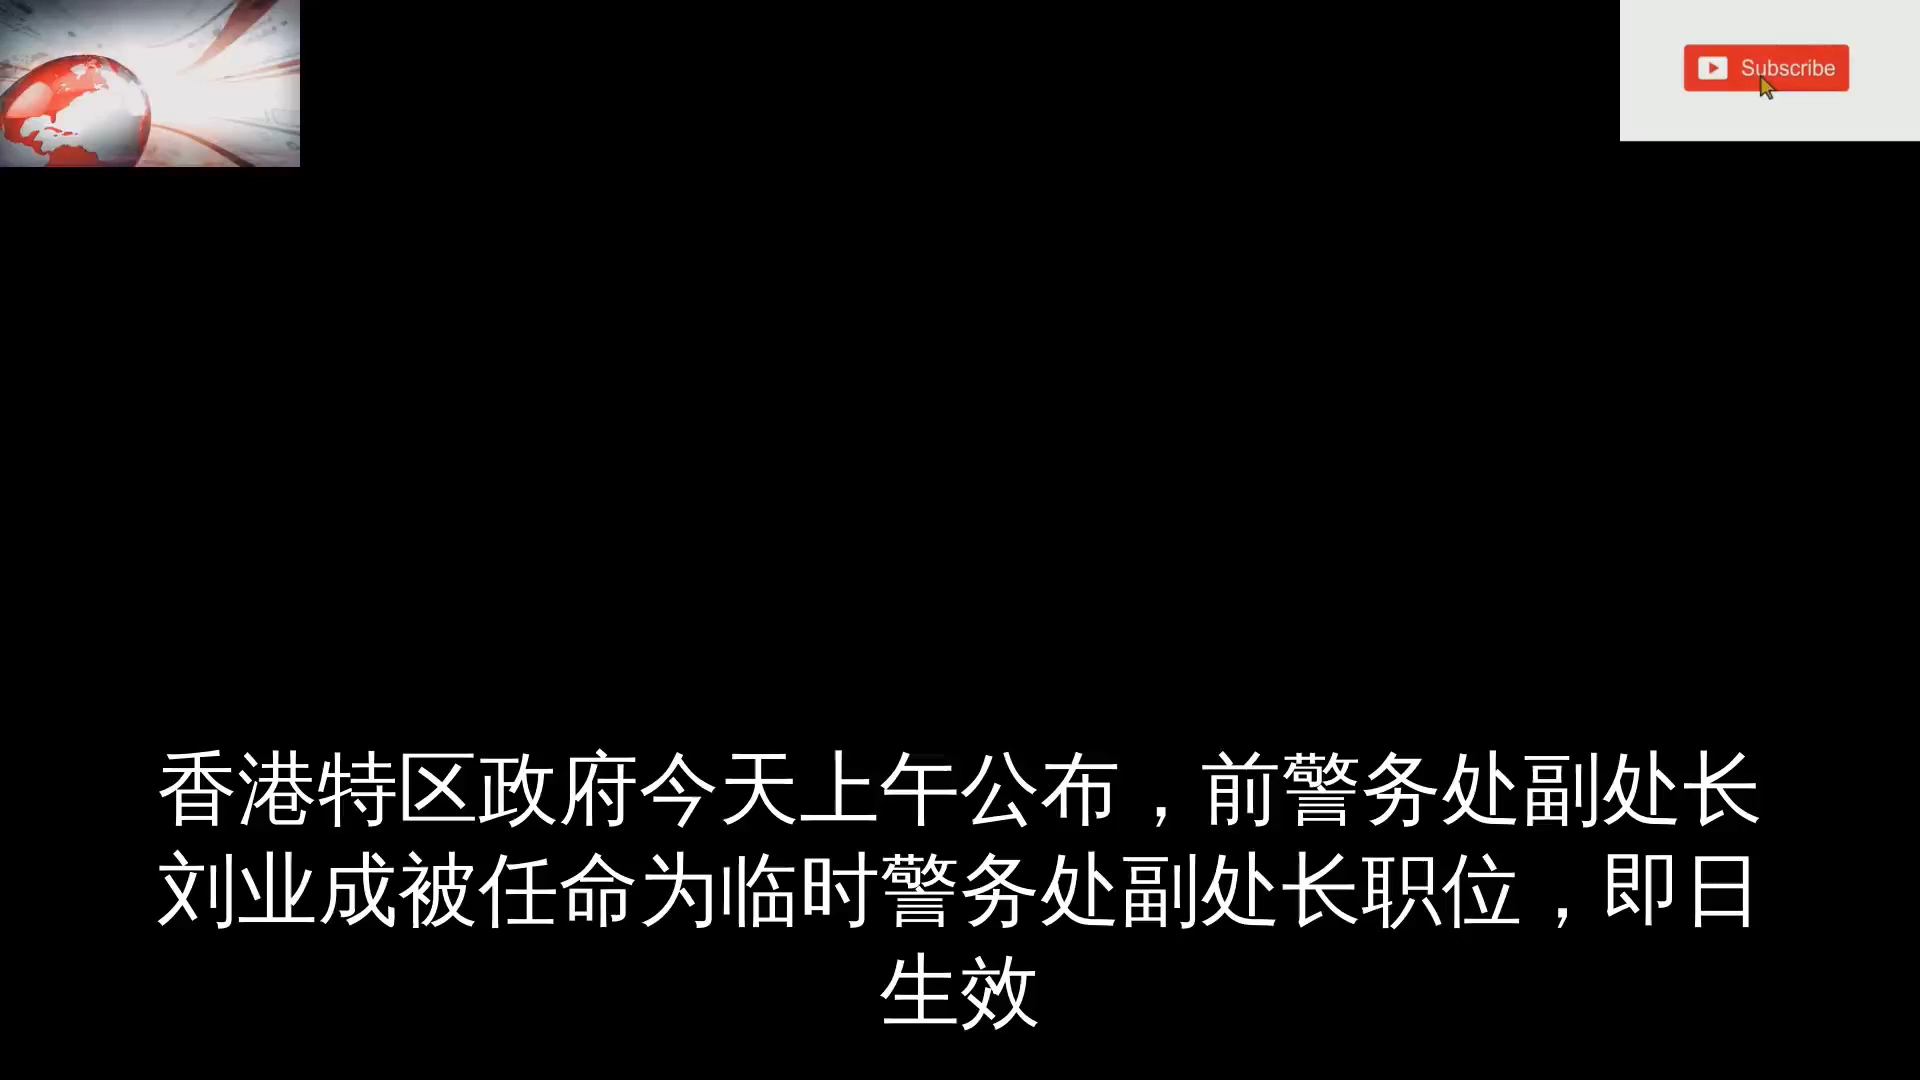 Subscribe
香港特区政府今天上午公布，前警务处副处长
刘业成被任命为临时警务处副处长职位，即日
生效